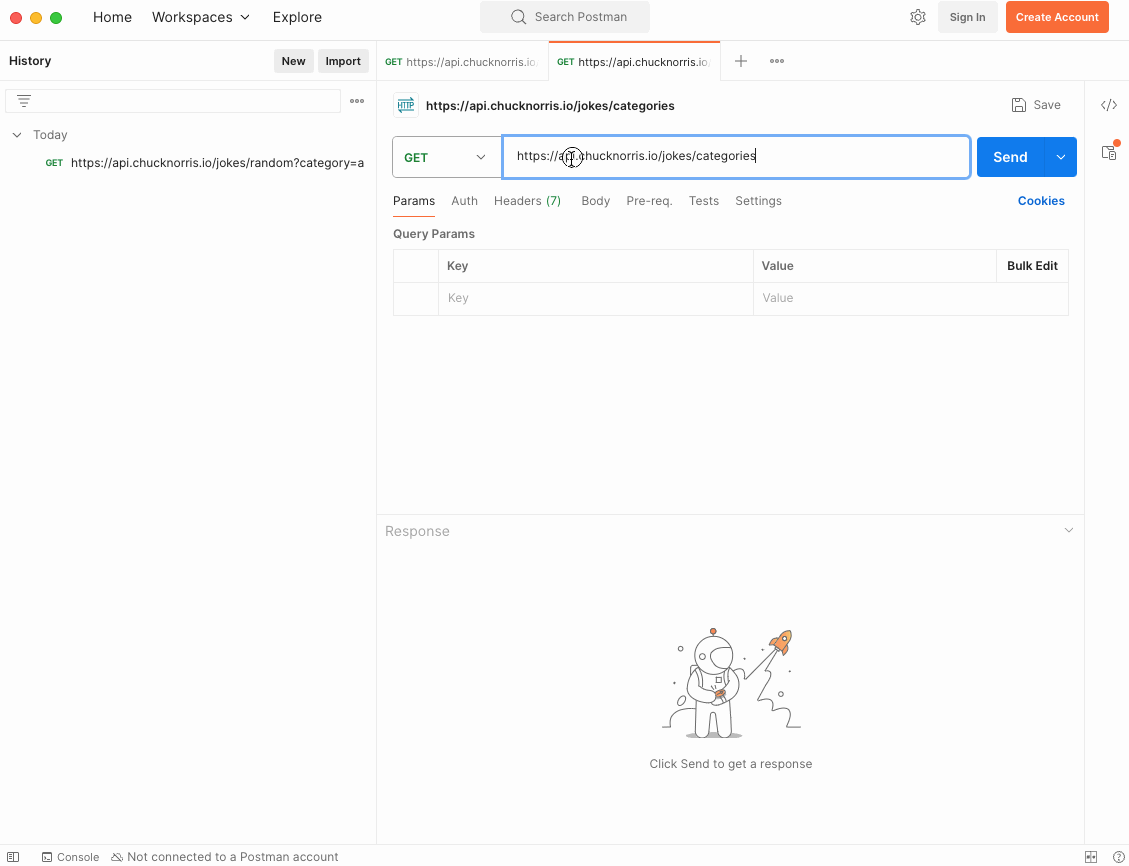 Home Workspaces Explore Search Postman Sign In Create Account
History New Import
GET https://api.chucknorris.io
GET https://api.chucknorris.io/
HTTP https://api.chucknorris.io/jokes/categories Save
Today
GET https://api.chucknorris.io/jokes/random?category=a
GET https://api.chucknorris.io/jokes/categories Send
Params Auth Headers (7) Body Pre-req. Tests Settings Cookies
Query Params
Key Value Bulk Edit
Key Value
Response
Click Send to get a response
Console Not connected to a Postman account